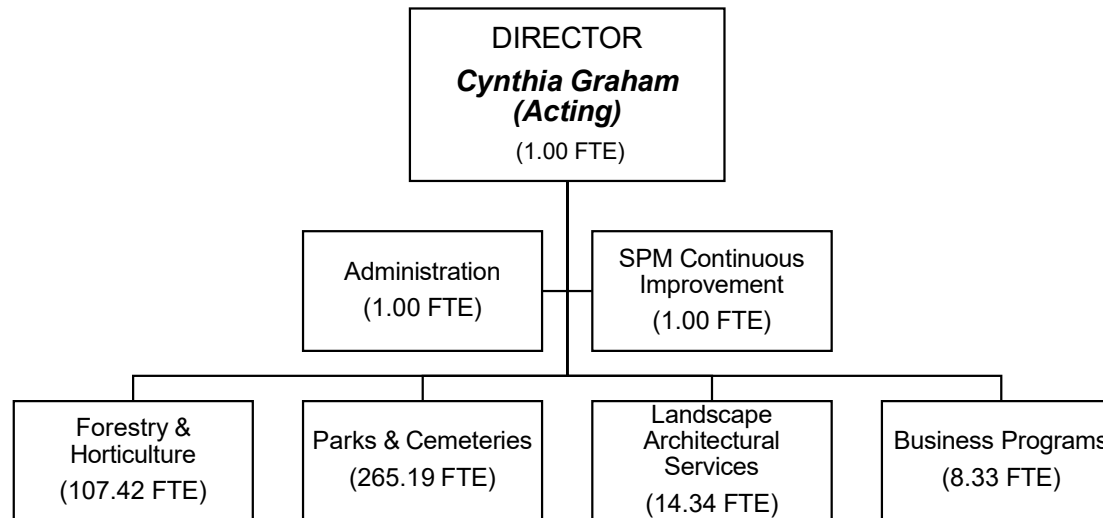 DIRECTOR
Cynthia Graham
(Acting)
(1.00 FTE)
Administration
(1.00 FTE)
SPM Continuous
Improvement
(1.00 FTE)
Forestry &
Horticulture
(107.42 FTE)
Parks & Cemeteries
(265.19 FTE)
Landscape
Architectural
Services
(14.34 FTE)
Business Programs
(8.33 FTE)